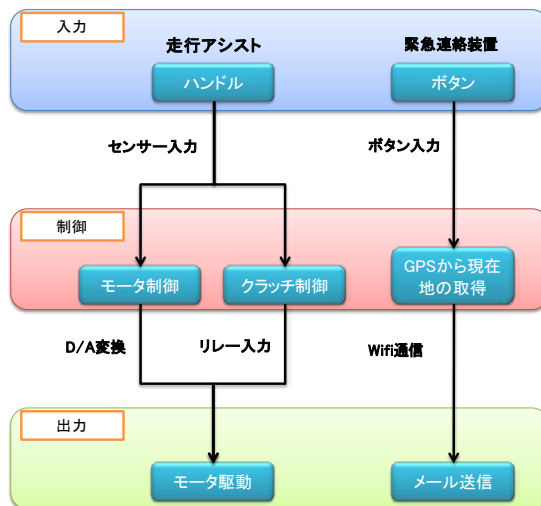 入力
走行アシスト
緊急連絡装置
ハンドル
ボタン
センサー入力
ボタン入力
制御
モータ制御
クラッチ制御
GPSから現在
地の取得
D/A変換
リレー入力
Wifi通信
出力
モータ駆動
メール送信